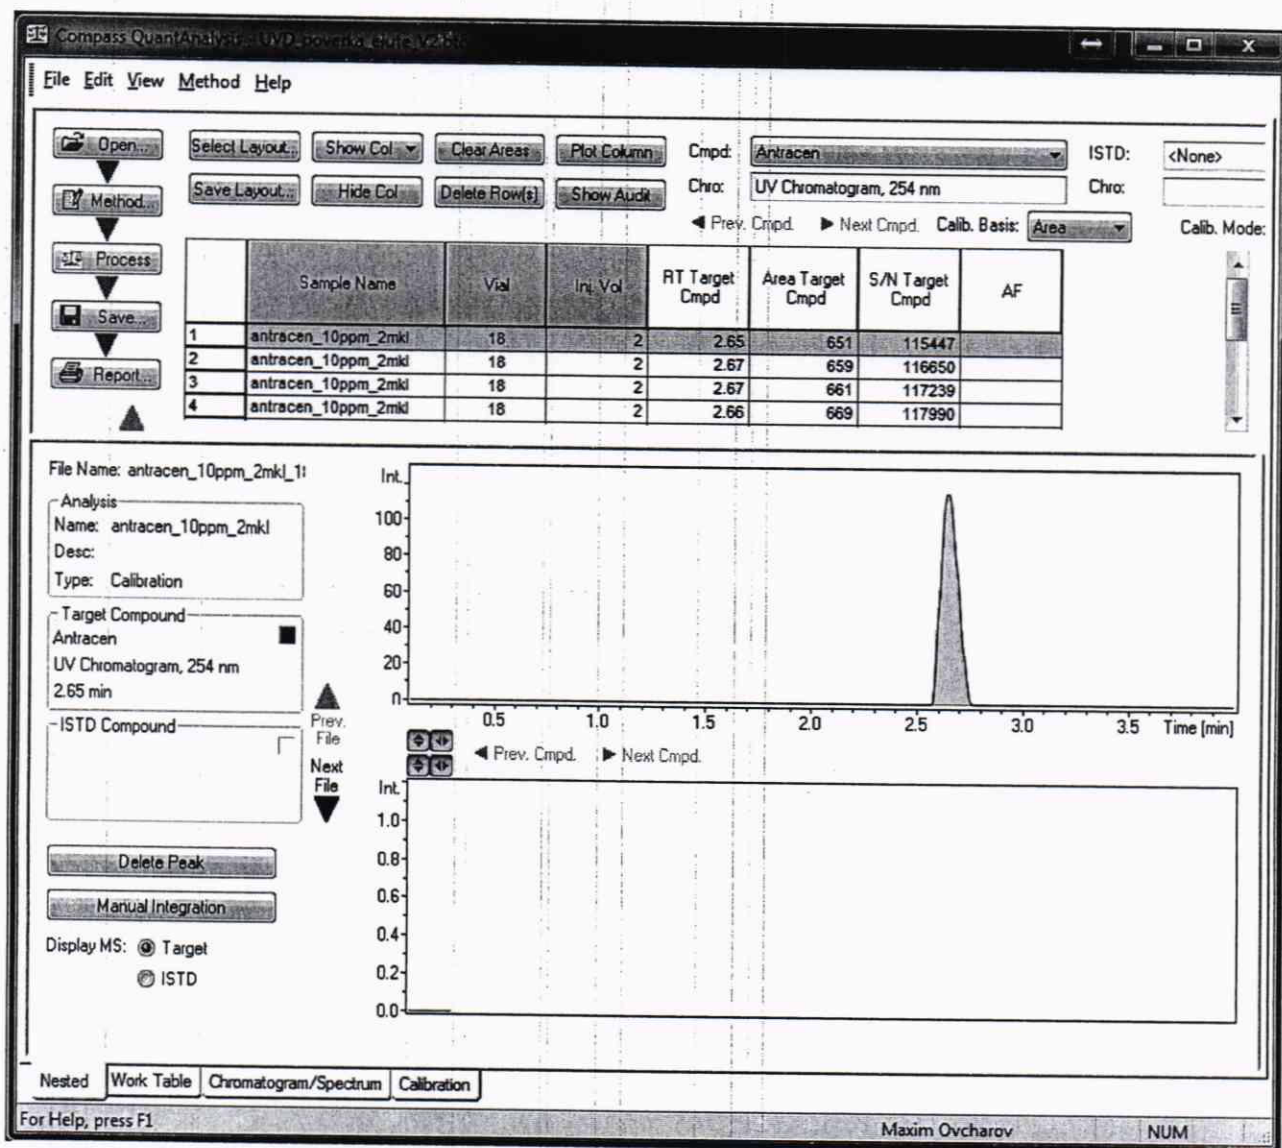 Compass QuantAnalysis - UVD_poverka_elute_V2.btc
File Edit View Method Help
Open... Select Layout... Show Col Clear Areas Plot Column Cmpd: Antracen ISTD: <None>
Method... Save Layout... Hide Col Delete Row(s) Show Audit Chro: UV Chromatogram, 254 nm Chro:
Prev. Cmpd. Next Cmpd. Calib. Basis: Area Calib. Mode:
Process
Save...
Report...
Sample Name Vial Inj. Vol RT Target Cmpd Area Target Cmpd S/N Target Cmpd AF
1 antracen_10ppm_2mkl 18 2 2.65 651 115447
2 antracen_10ppm_2mkl 18 2 2.67 659 116650
3 antracen_10ppm_2mkl 18 2 2.67 661 117239
4 antracen_10ppm_2mkl 18 2 2.66 669 117990
File Name: antracen_10ppm_2mkl_1
Analysis
Name: antracen_10ppm_2mkl
Desc:
Type: Calibration
Target Compound
Antracen
UV Chromatogram, 254 nm
2.65 min
ISTD Compound
Prev.
File
Next
File
Delete Peak
Manual Integration
Display MS: Target
ISTD
Int.
100
80
60
40
20
0
0.5 1.0 1.5 2.0 2.5 3.0 3.5 Time [min]
Prev. Cmpd. Next Cmpd.
Int.
1.0
0.8
0.6
0.4
0.2
0.0
Nested Work Table Chromatogram/Spectrum Calibration
For Help, press F1 Maxim Ovcharov NUM